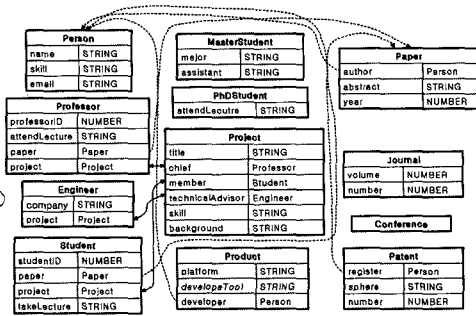 Person
name STRING
skill STRING
email STRING
MasterStudent
major STRING
assistant STRING
Paper
author Person
abstract STRING
year NUMBER
PhDStudent
attendLecutre STRING
Professor
professorID NUMBER
attendLecture STRING
paper Paper
project Project
Project
title STRING
chief Professor
member Student
technicalAdvisor Engineer
skill STRING
background STRING
Journal
volume NUMBER
number NUMBER
Engineer
company STRING
project Project
Conference
Student
studentID NUMBER
paper Paper
project Project
takeLecture STRING
Product
platform STRING
developeTool STRING
developer Person
Patent
register Person
sphere STRING
number NUMBER